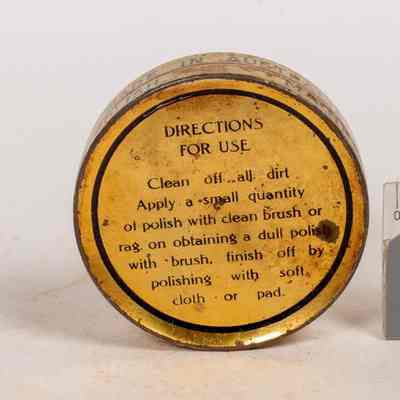 DIRECTIONS
FOR USE
Clean off all dirt
Apply a small quantity
of polish with clean brush or
rag, on obtaining a dull polish
with brush, finish off by
polishing with soft
cloth or pad.
0